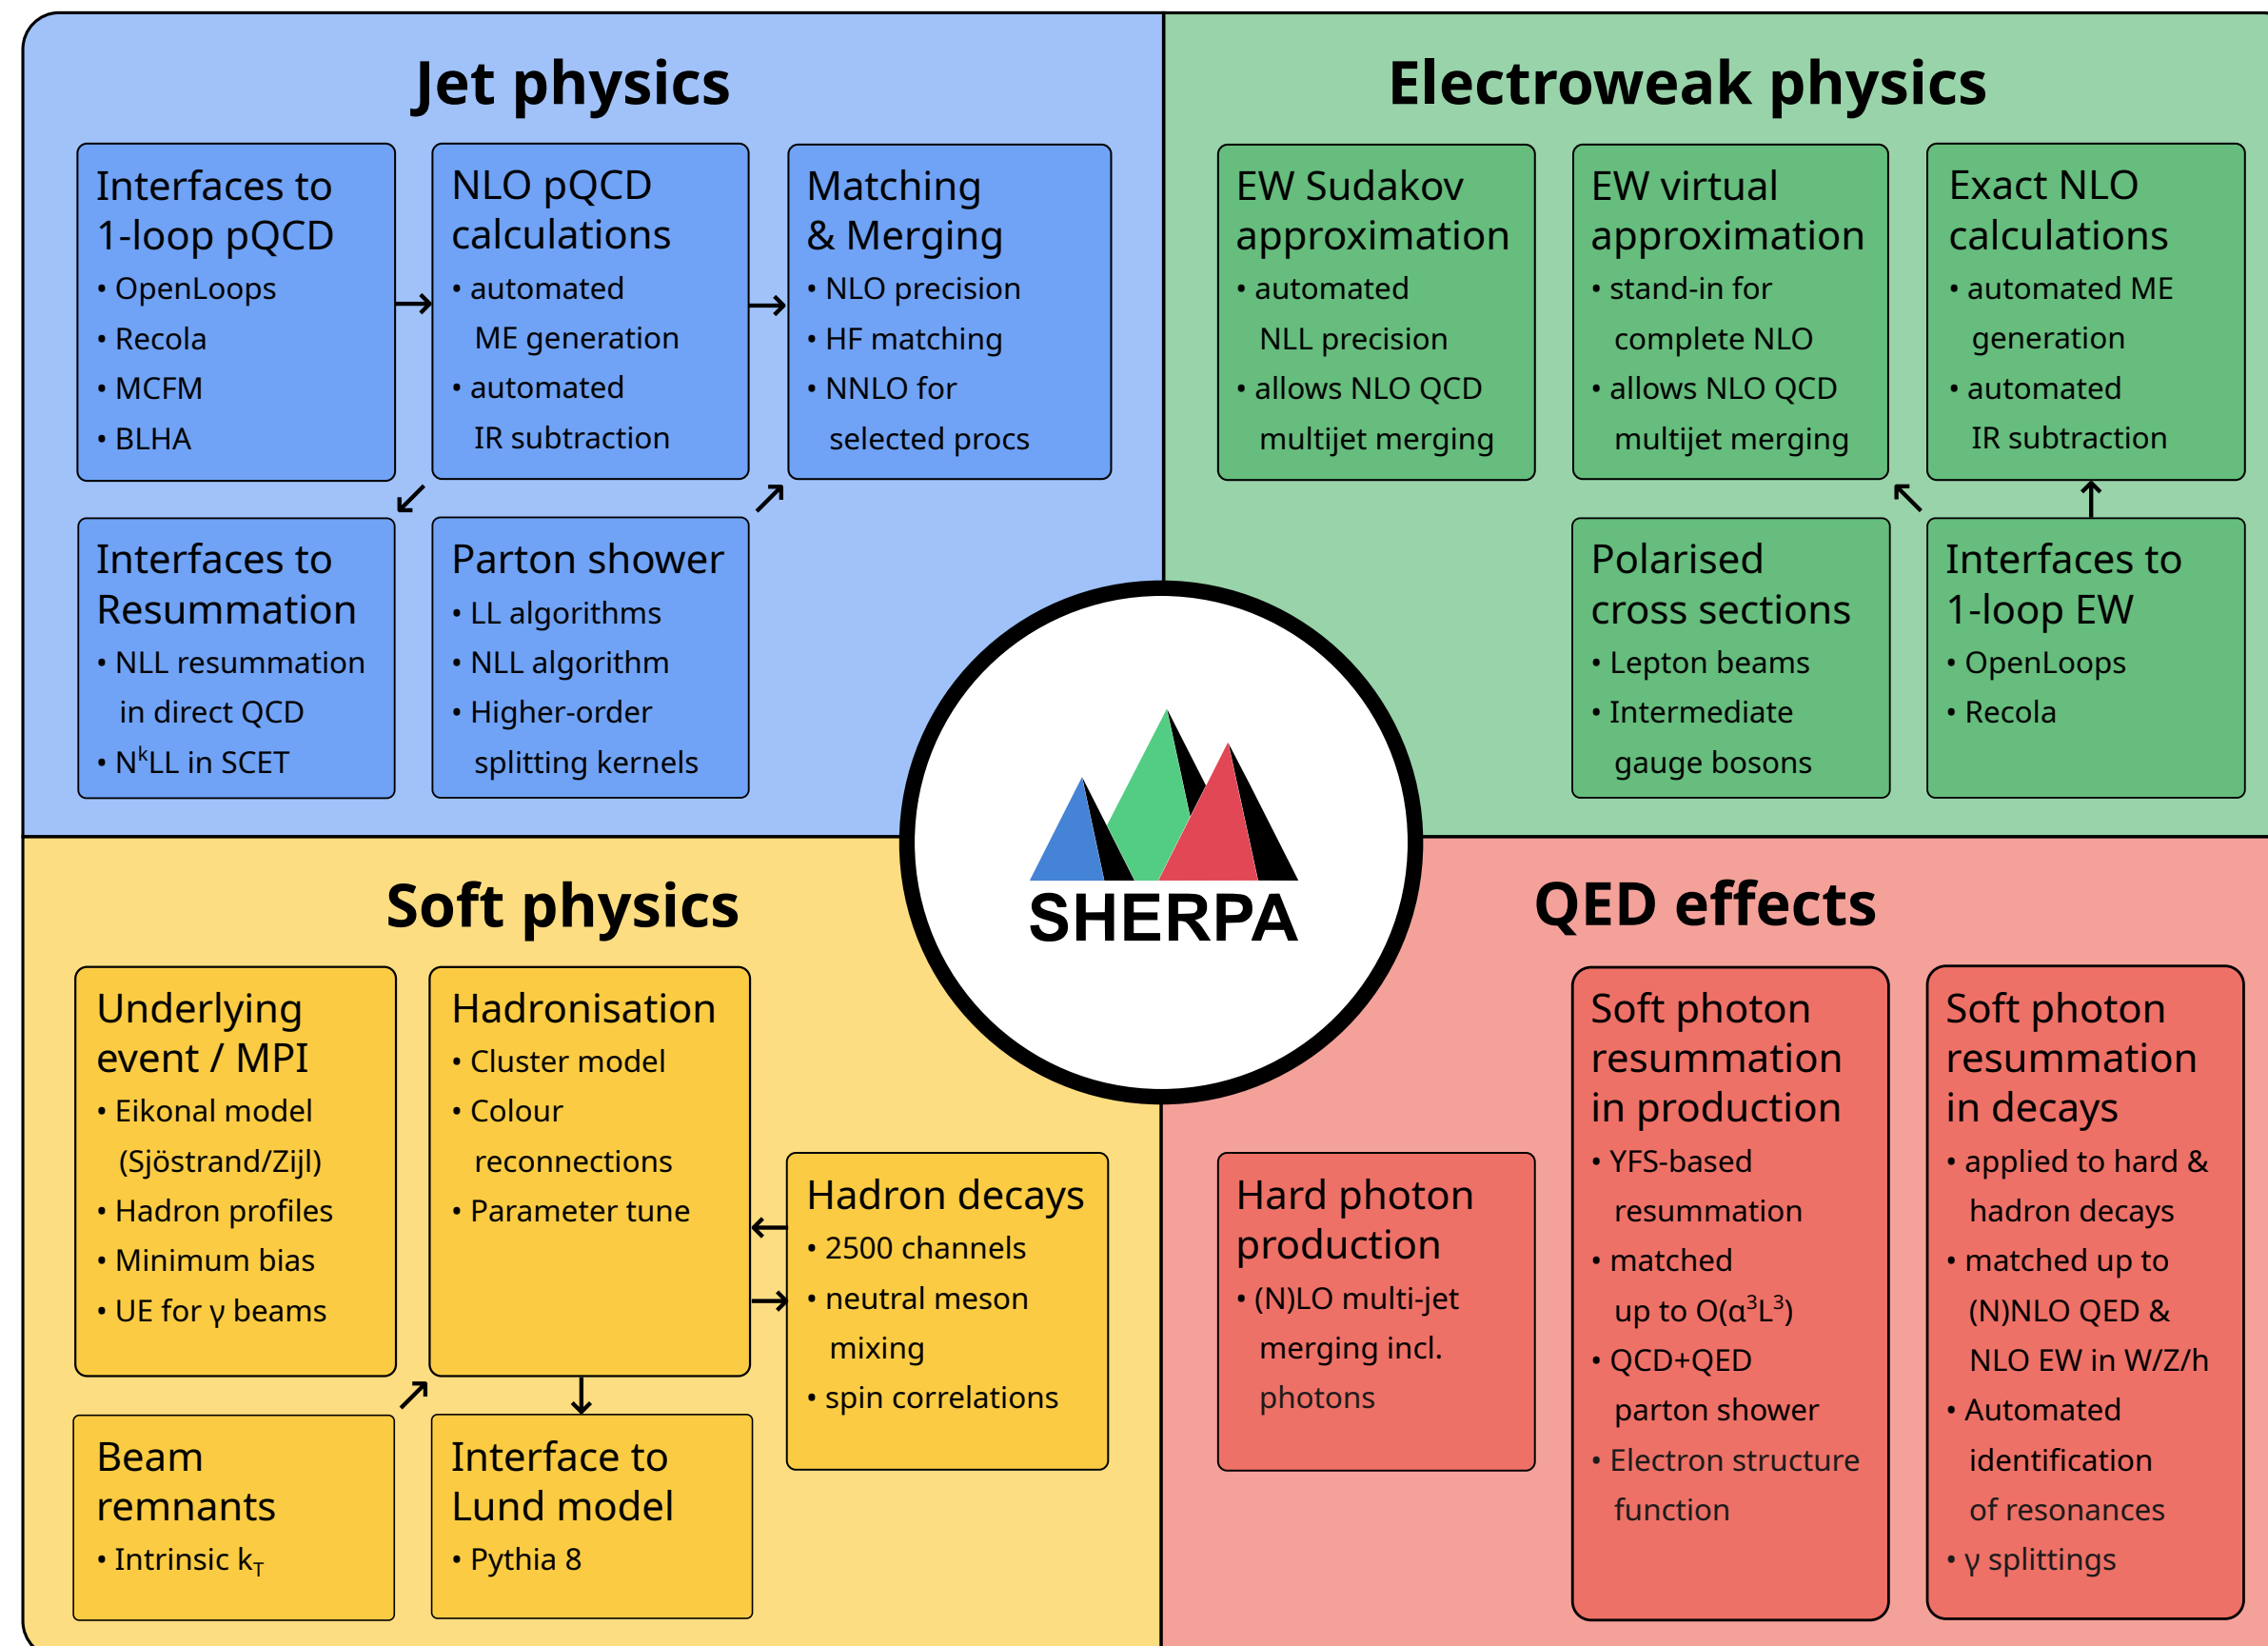 Jet physics
Interfaces to
1-loop pQCD
• OpenLoops
• Recola
• MCFM
• BLHA
NLO pQCD
calculations
• automated
ME generation
• automated
IR subtraction
Matching
& Merging
• NLO precision
• HF matching
• NNLO for
selected procs
Interfaces to
Resummation
• NLL resummation
in direct QCD
• NᵏLL in SCET
Parton shower
• LL algorithms
• NLL algorithm
• Higher-order
splitting kernels
Electroweak physics
EW Sudakov
approximation
• automated
NLL precision
• allows NLO QCD
multijet merging
EW virtual
approximation
• stand-in for
complete NLO
• allows NLO QCD
multijet merging
Exact NLO
calculations
• automated ME
generation
• automated
IR subtraction
Polarised
cross sections
• Lepton beams
• Intermediate
gauge bosons
Interfaces to
1-loop EW
• OpenLoops
• Recola
SHERPA
Soft physics
Underlying
event / MPI
• Eikonal model
(Sjöstrand/Zijl)
• Hadron profiles
• Minimum bias
• UE for γ beams
Hadronisation
• Cluster model
• Colour
reconnections
• Parameter tune
Hadron decays
• 2500 channels
• neutral meson
mixing
• spin correlations
Beam
remnants
• Intrinsic k_T
Interface to
Lund model
• Pythia 8
QED effects
Hard photon
production
• (N)LO multi-jet
merging incl.
photons
Soft photon
resummation
in production
• YFS-based
resummation
• matched
up to O(α³L³)
• QCD+QED
parton shower
• Electron structure
function
Soft photon
resummation
in decays
• applied to hard &
hadron decays
• matched up to
(N)NLO QED &
NLO EW in W/Z/h
• Automated
identification
of resonances
• γ splittings